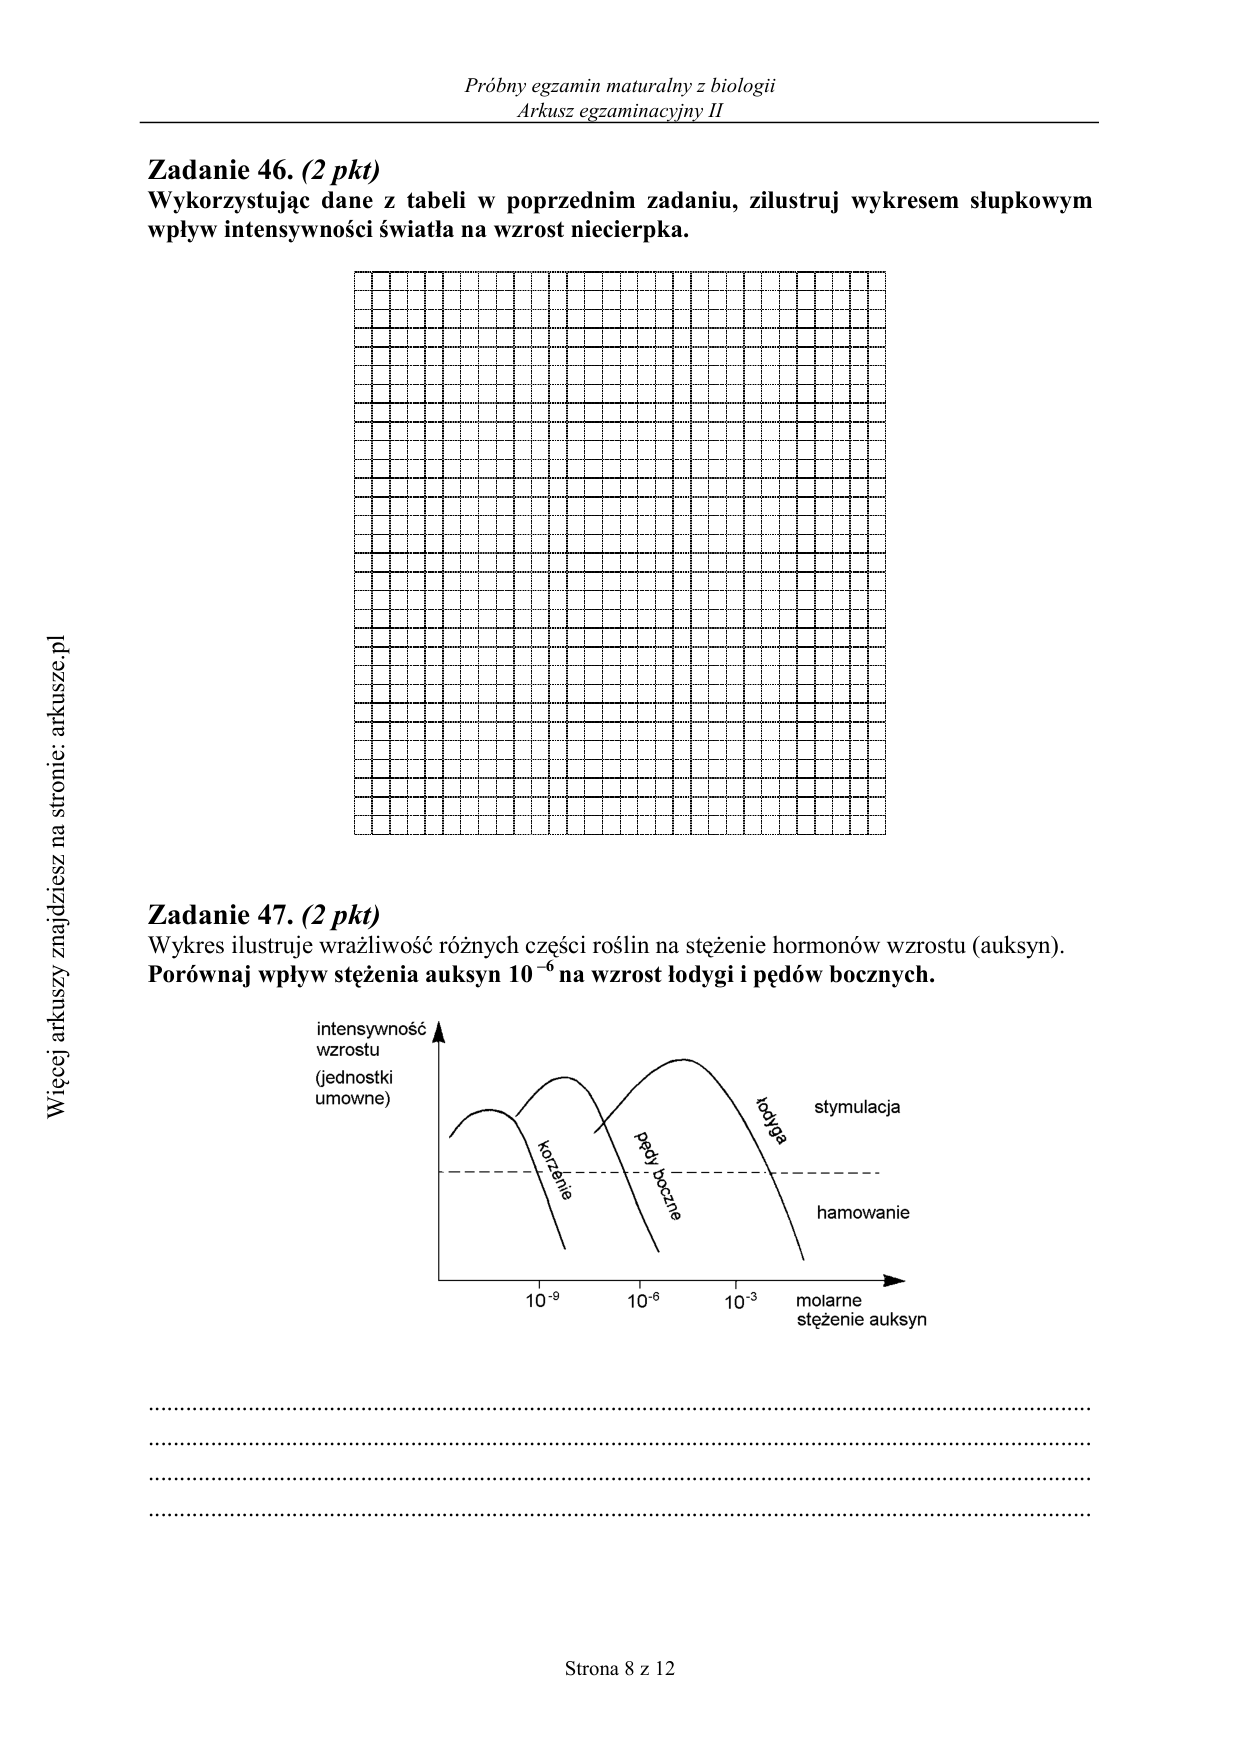 Próbny egzamin maturalny z biologii
Arkusz egzaminacyjny II
Zadanie 46. (2 pkt)
Wykorzystując dane z tabeli w poprzednim zadaniu, zilustruj wykresem słupkowym
wpływ intensywności światła na wzrost niecierpka.
Więcej arkuszy znajdziesz na stronie: arkusze.pl
Zadanie 47. (2 pkt)
Wykres ilustruje wrażliwość różnych części roślin na stężenie hormonów wzrostu (auksyn).
Porównaj wpływ stężenia auksyn 10⁻⁶ na wzrost łodygi i pędów bocznych.
intensywność
wzrostu
(jednostki
umowne)
korzenie
pędy boczne
łodyga
stymulacja
hamowanie
10⁻⁹ 10⁻⁶ 10⁻³
molarne
stężenie auksyn
Strona 8 z 12